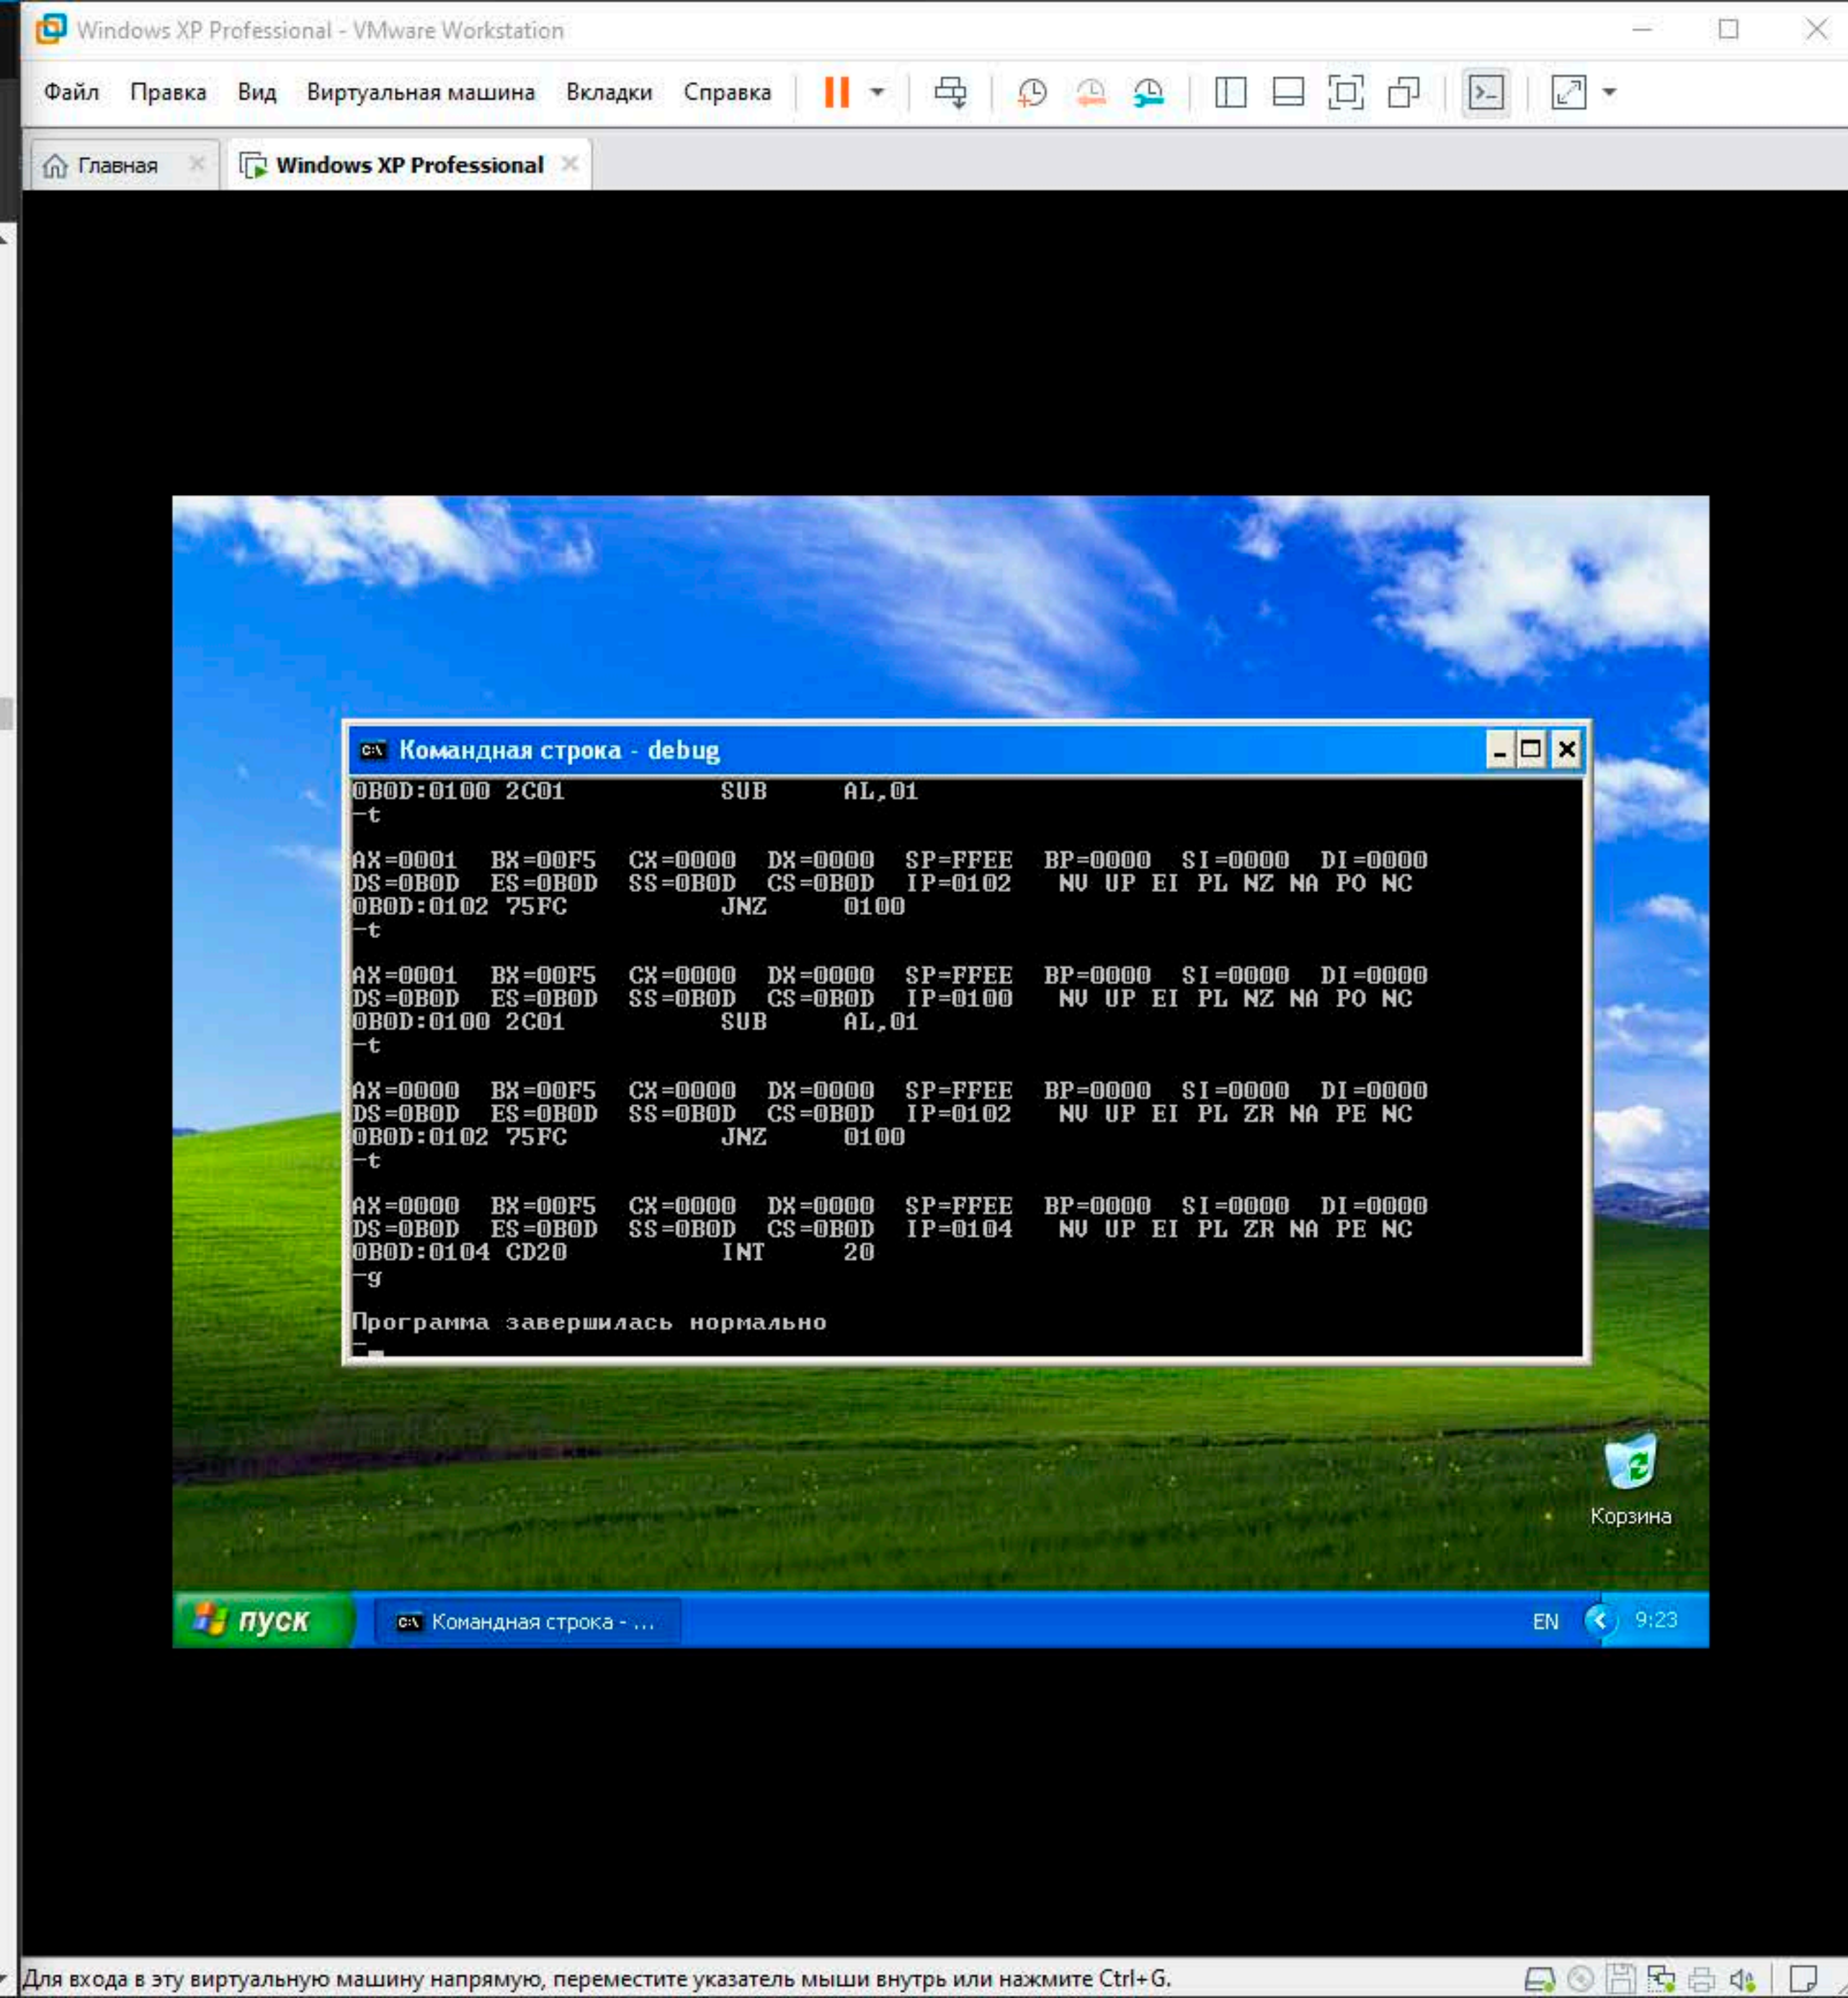 Windows XP Professional - VMware Workstation
Файл Правка Вид Виртуальная машина Вкладки Справка
Главная Windows XP Professional
Командная строка - debug
0B0D:0100 2C01 SUB AL,01
-t
AX=0001 BX=00F5 CX=0000 DX=0000 SP=FFEE BP=0000 SI=0000 DI=0000
DS=0B0D ES=0B0D SS=0B0D CS=0B0D IP=0102 NV UP EI PL NZ NA PO NC
0B0D:0102 75FC JNZ 0100
-t
AX=0001 BX=00F5 CX=0000 DX=0000 SP=FFEE BP=0000 SI=0000 DI=0000
DS=0B0D ES=0B0D SS=0B0D CS=0B0D IP=0100 NV UP EI PL NZ NA PO NC
0B0D:0100 2C01 SUB AL,01
-t
AX=0000 BX=00F5 CX=0000 DX=0000 SP=FFEE BP=0000 SI=0000 DI=0000
DS=0B0D ES=0B0D SS=0B0D CS=0B0D IP=0102 NV UP EI PL ZR NA PE NC
0B0D:0102 75FC JNZ 0100
-t
AX=0000 BX=00F5 CX=0000 DX=0000 SP=FFEE BP=0000 SI=0000 DI=0000
DS=0B0D ES=0B0D SS=0B0D CS=0B0D IP=0104 NV UP EI PL ZR NA PE NC
0B0D:0104 CD20 INT 20
-g
Программа завершилась нормально
-_
Корзина
пуск Командная строка - ... EN 9:23
Для входа в эту виртуальную машину напрямую, переместите указатель мыши внутрь или нажмите Ctrl+G.